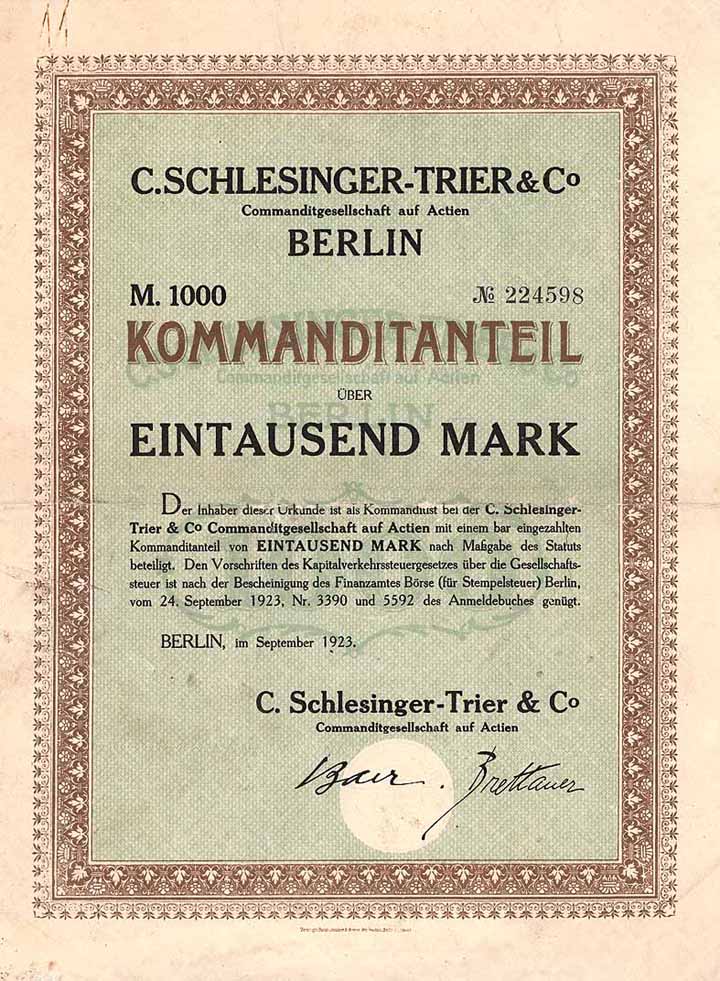 C. SCHLESINGER-TRIER & Co
Commanditgesellschaft auf Actien
BERLIN
M. 1000 № 224598
KOMMANDITANTEIL
ÜBER
EINTAUSEND MARK
Der Inhaber dieser Urkunde ist als Kommanditist bei der C. Schlesinger-
Trier & Co Commanditgesellschaft auf Actien mit einem bar eingezahlten
Kommanditanteil von EINTAUSEND MARK nach Maßgabe des Statuts
beteiligt. Den Vorschriften des Kapitalverkehrssteuergesetzes über die Gesellschafts-
steuer ist nach der Bescheinigung des Finanzamtes Börse (für Stempelsteuer) Berlin,
vom 24. September 1923, Nr. 3390 und 5592 des Anmeldebuches genügt.
BERLIN, im September 1923.
C. Schlesinger-Trier & Co
Commanditgesellschaft auf Actien
Baer. Brettauer